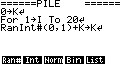 ======PILE    =====
0→K↲
For 1→I To 20↲
RanInt#(0,1)+K→K↲
Ran# Int Norm Bin List